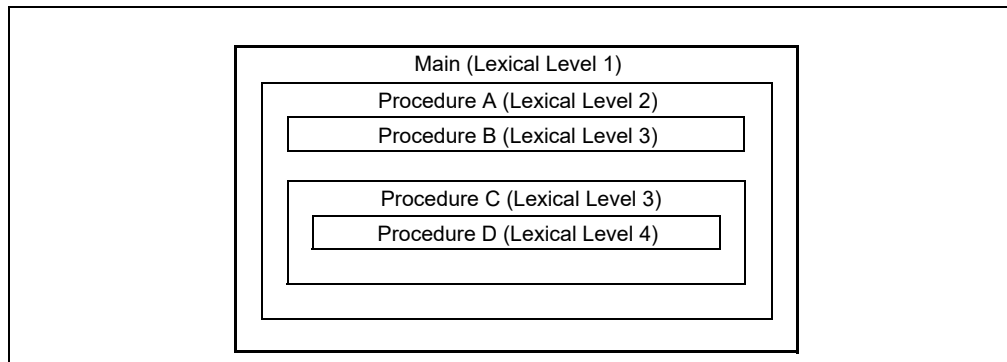 Main (Lexical Level 1)
Procedure A (Lexical Level 2)
Procedure B (Lexical Level 3)
Procedure C (Lexical Level 3)
Procedure D (Lexical Level 4)